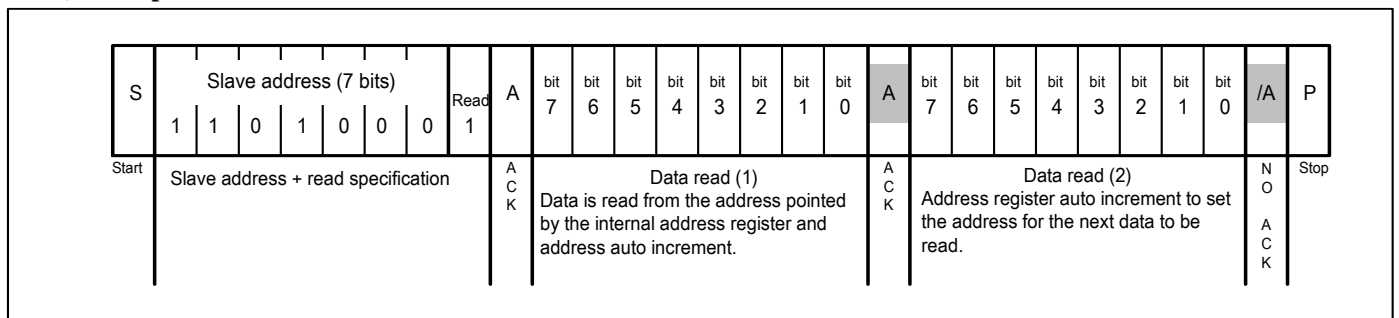 S
Slave address (7 bits)
1 1 0 1 0 0 0
Read
1
A
bit 7 bit 6 bit 5 bit 4 bit 3 bit 2 bit 1 bit 0
A
bit 7 bit 6 bit 5 bit 4 bit 3 bit 2 bit 1 bit 0
/A
P
Start
Slave address + read specification
A
C
K
Data read (1)
Data is read from the address pointed
by the internal address register and
address auto increment.
A
C
K
Data read (2)
Address register auto increment to set
the address for the next data to be
read.
N
O
A
C
K
Stop